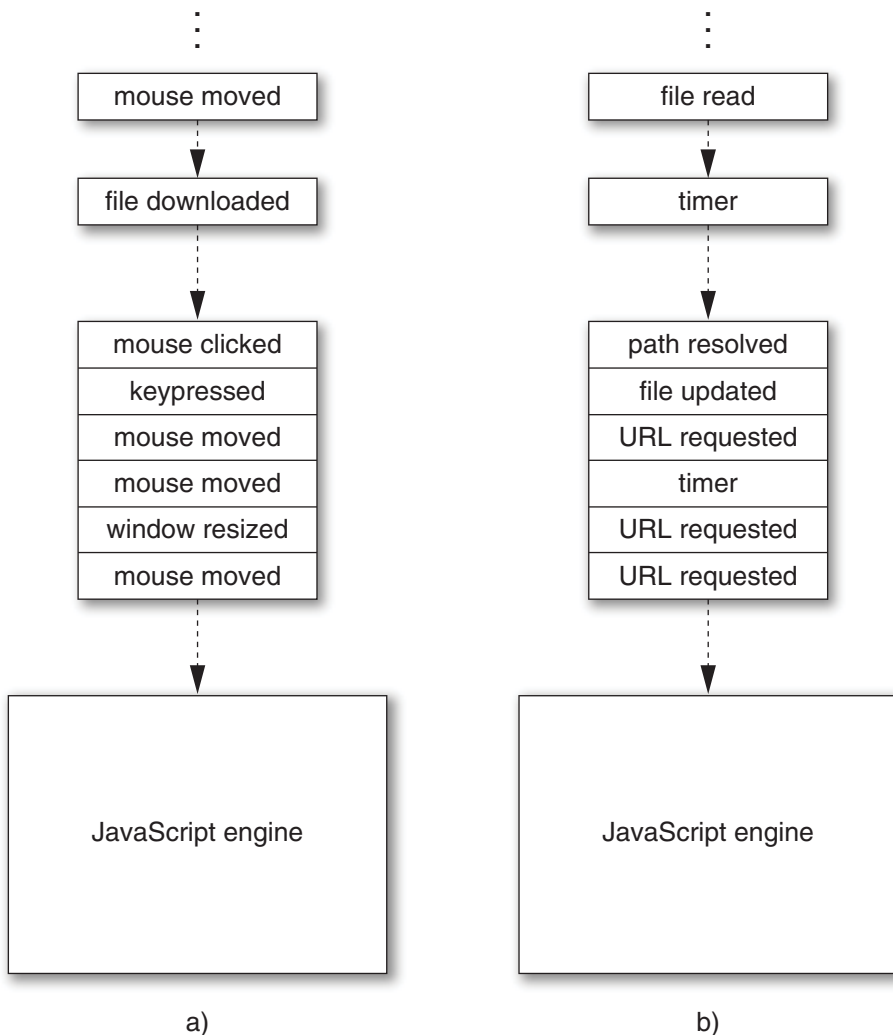 mouse moved
file downloaded
mouse clicked
keypressed
mouse moved
mouse moved
window resized
mouse moved
JavaScript engine
a)
file read
timer
path resolved
file updated
URL requested
timer
URL requested
URL requested
JavaScript engine
b)